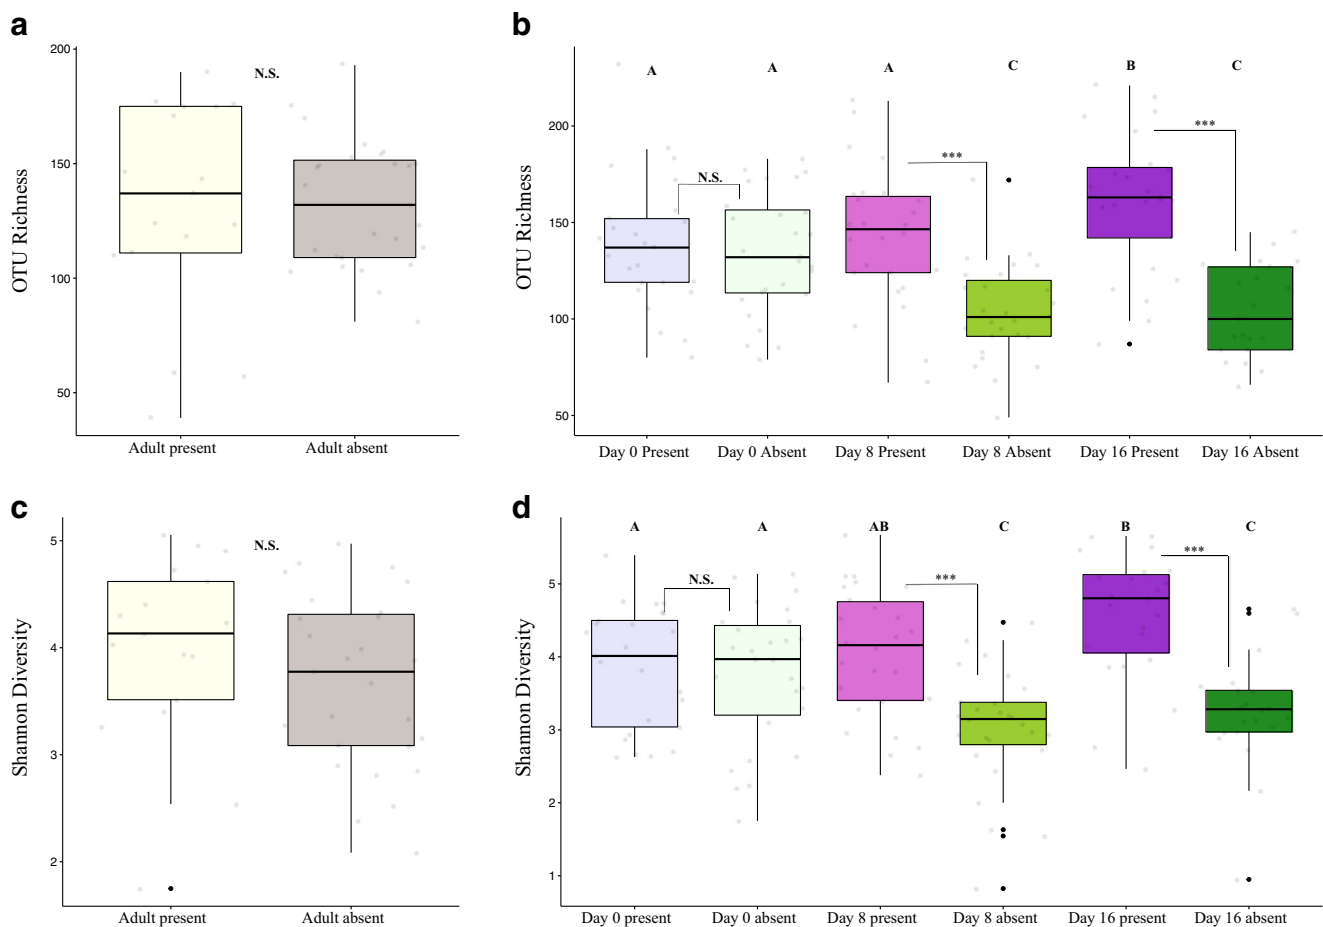 a
200
150
100
50
OTU Richness
N.S.
Adult present
Adult absent
b
200
150
100
50
OTU Richness
A
A
A
C
B
C
N.S.
***
***
Day 0 Present
Day 0 Absent
Day 8 Present
Day 8 Absent
Day 16 Present
Day 16 Absent
c
5
4
3
2
Shannon Diversity
N.S.
Adult present
Adult absent
d
5
4
3
2
1
Shannon Diversity
A
A
AB
C
B
C
N.S.
***
***
Day 0 present
Day 0 absent
Day 8 present
Day 8 absent
Day 16 present
Day 16 absent